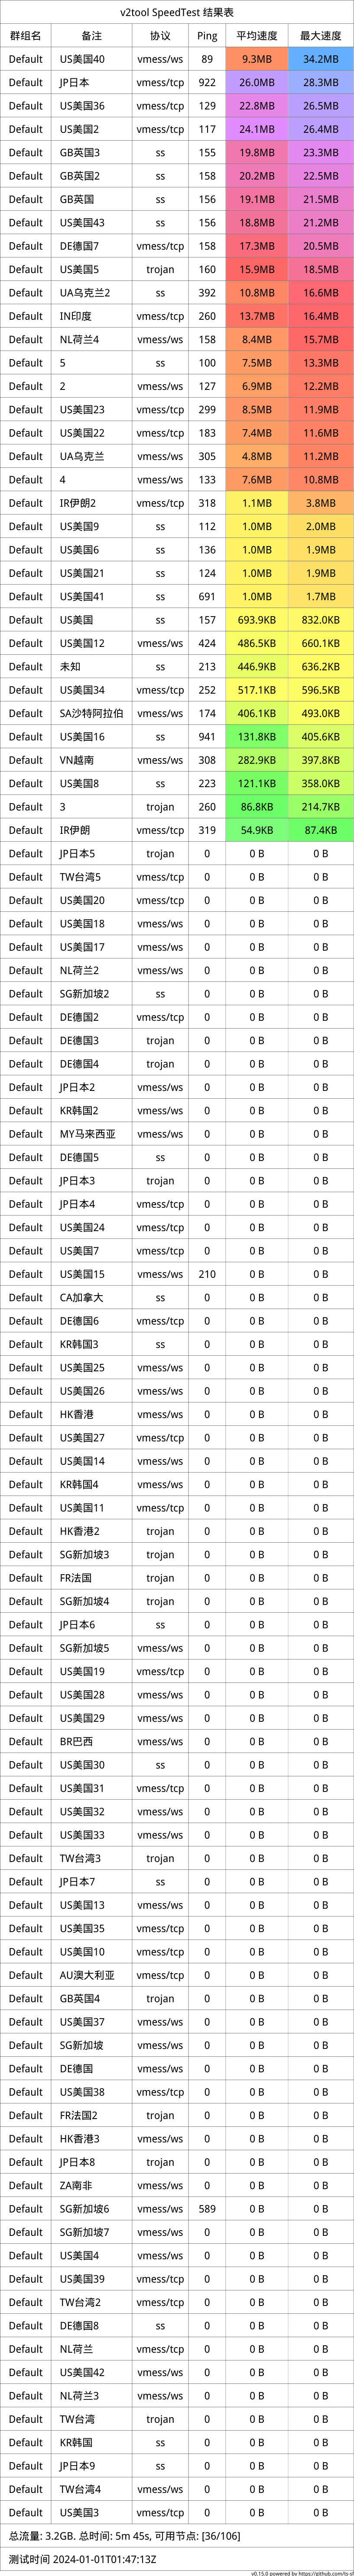 v2tool SpeedTest 结果表
群组名 备注 协议 Ping 平均速度 最大速度
Default US美国40 vmess/ws 89 9.3MB 34.2MB
Default JP日本 vmess/tcp 922 26.0MB 28.3MB
Default US美国36 vmess/ws 129 22.8MB 26.5MB
Default US美国2 vmess/ws 117 24.1MB 26.4MB
Default GB英国3 ss 155 19.8MB 23.3MB
Default GB英国2 ss 158 20.2MB 22.5MB
Default GB英国 ss 156 19.1MB 21.5MB
Default US美国43 ss 156 18.8MB 21.2MB
Default DE德国7 vmess/tcp 158 17.3MB 20.5MB
Default US美国5 trojan 160 15.9MB 18.5MB
Default UA乌克兰2 ss 392 10.8MB 16.6MB
Default IN印度 vmess/tcp 260 13.7MB 16.4MB
Default NL荷兰4 vmess/ws 158 8.4MB 15.7MB
Default 5 ss 100 7.5MB 13.3MB
Default 2 vmess/ws 127 6.9MB 12.2MB
Default US美国23 vmess/tcp 299 8.5MB 11.9MB
Default US美国22 vmess/tcp 183 7.4MB 11.6MB
Default UA乌克兰 vmess/ws 305 4.8MB 11.2MB
Default 4 vmess/ws 133 7.6MB 10.8MB
Default IR伊朗2 vmess/tcp 318 1.1MB 3.8MB
Default US美国9 ss 112 1.0MB 2.0MB
Default US美国6 ss 136 1.0MB 1.9MB
Default US美国21 ss 124 1.0MB 1.9MB
Default US美国41 ss 691 1.0MB 1.7MB
Default US美国 ss 157 693.9KB 832.0KB
Default US美国12 vmess/ws 424 486.5KB 660.1KB
Default 未知 ss 213 446.9KB 636.2KB
Default US美国34 vmess/tcp 252 517.1KB 596.5KB
Default SA沙特阿拉伯 vmess/ws 174 406.1KB 493.0KB
Default US美国16 ss 941 131.8KB 405.6KB
Default VN越南 vmess/ws 308 282.9KB 397.8KB
Default US美国8 ss 223 121.1KB 358.0KB
Default 3 trojan 260 86.8KB 214.7KB
Default IR伊朗 vmess/tcp 319 54.9KB 87.4KB
Default JP日本5 trojan 0 0 B 0 B
Default TW台湾5 vmess/tcp 0 0 B 0 B
Default US美国20 vmess/tcp 0 0 B 0 B
Default US美国18 vmess/ws 0 0 B 0 B
Default US美国17 vmess/ws 0 0 B 0 B
Default NL荷兰2 vmess/ws 0 0 B 0 B
Default SG新加坡2 ss 0 0 B 0 B
Default DE德国2 vmess/tcp 0 0 B 0 B
Default DE德国3 trojan 0 0 B 0 B
Default DE德国4 trojan 0 0 B 0 B
Default JP日本2 vmess/ws 0 0 B 0 B
Default KR韩国2 vmess/ws 0 0 B 0 B
Default MY马来西亚 vmess/ws 0 0 B 0 B
Default DE德国5 ss 0 0 B 0 B
Default JP日本3 trojan 0 0 B 0 B
Default JP日本4 vmess/tcp 0 0 B 0 B
Default US美国24 vmess/tcp 0 0 B 0 B
Default US美国7 vmess/tcp 0 0 B 0 B
Default US美国15 vmess/ws 210 0 B 0 B
Default CA加拿大 ss 0 0 B 0 B
Default DE德国6 vmess/tcp 0 0 B 0 B
Default KR韩国3 ss 0 0 B 0 B
Default US美国25 vmess/ws 0 0 B 0 B
Default US美国26 vmess/ws 0 0 B 0 B
Default HK香港 vmess/ws 0 0 B 0 B
Default US美国27 vmess/tcp 0 0 B 0 B
Default US美国14 vmess/ws 0 0 B 0 B
Default KR韩国4 vmess/ws 0 0 B 0 B
Default US美国11 vmess/tcp 0 0 B 0 B
Default HK香港2 trojan 0 0 B 0 B
Default SG新加坡3 trojan 0 0 B 0 B
Default FR法国 trojan 0 0 B 0 B
Default SG新加坡4 trojan 0 0 B 0 B
Default JP日本6 ss 0 0 B 0 B
Default SG新加坡5 vmess/ws 0 0 B 0 B
Default US美国19 vmess/tcp 0 0 B 0 B
Default US美国28 vmess/ws 0 0 B 0 B
Default US美国29 vmess/ws 0 0 B 0 B
Default BR巴西 vmess/ws 0 0 B 0 B
Default US美国30 ss 0 0 B 0 B
Default US美国31 vmess/tcp 0 0 B 0 B
Default US美国32 vmess/ws 0 0 B 0 B
Default US美国33 vmess/ws 0 0 B 0 B
Default TW台湾3 trojan 0 0 B 0 B
Default JP日本7 ss 0 0 B 0 B
Default US美国13 vmess/ws 0 0 B 0 B
Default US美国35 vmess/tcp 0 0 B 0 B
Default US美国10 vmess/tcp 0 0 B 0 B
Default AU澳大利亚 vmess/tcp 0 0 B 0 B
Default GB英国4 trojan 0 0 B 0 B
Default US美国37 vmess/ws 0 0 B 0 B
Default SG新加坡 vmess/ws 0 0 B 0 B
Default DE德国 vmess/ws 0 0 B 0 B
Default US美国38 vmess/tcp 0 0 B 0 B
Default FR法国2 trojan 0 0 B 0 B
Default HK香港3 vmess/ws 0 0 B 0 B
Default JP日本8 trojan 0 0 B 0 B
Default ZA南非 vmess/ws 0 0 B 0 B
Default SG新加坡6 vmess/ws 589 0 B 0 B
Default SG新加坡7 vmess/ws 0 0 B 0 B
Default US美国4 vmess/ws 0 0 B 0 B
Default US美国39 vmess/tcp 0 0 B 0 B
Default TW台湾2 vmess/tcp 0 0 B 0 B
Default DE德国8 ss 0 0 B 0 B
Default NL荷兰 vmess/tcp 0 0 B 0 B
Default US美国42 vmess/ws 0 0 B 0 B
Default NL荷兰3 vmess/ws 0 0 B 0 B
Default TW台湾 trojan 0 0 B 0 B
Default KR韩国 ss 0 0 B 0 B
Default JP日本9 ss 0 0 B 0 B
Default TW台湾4 vmess/ws 0 0 B 0 B
Default US美国3 vmess/tcp 0 0 B 0 B
总流量: 3.2GB. 总时间: 5m 45s, 可用节点: [36/106]
测试时间 2024-01-01T01:47:13Z
v0.15.0 powered by https://github.com/ts-sf